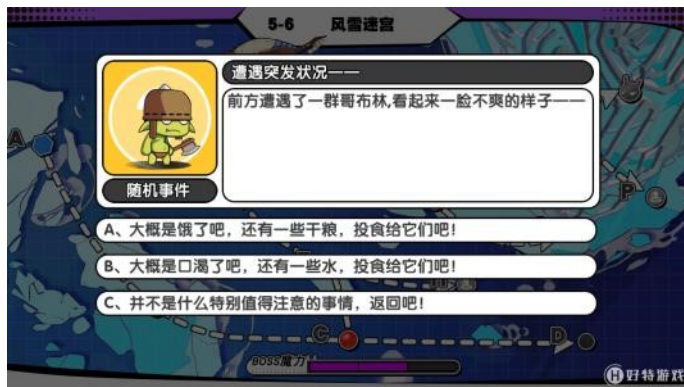 5-6 风雪迷宫
遭遇突发状况——
前方遭遇了一群哥布林,看起来一脸不爽的样子——
随机事件
A、大概是饿了吧，还有一些干粮，投食给它们吧！
B、大概是口渴了吧，还有一些水，投食给它们吧！
C、并不是什么特别值得注意的事情，返回吧！
A
P
C
D
BOSS魔力
H 好特游戏